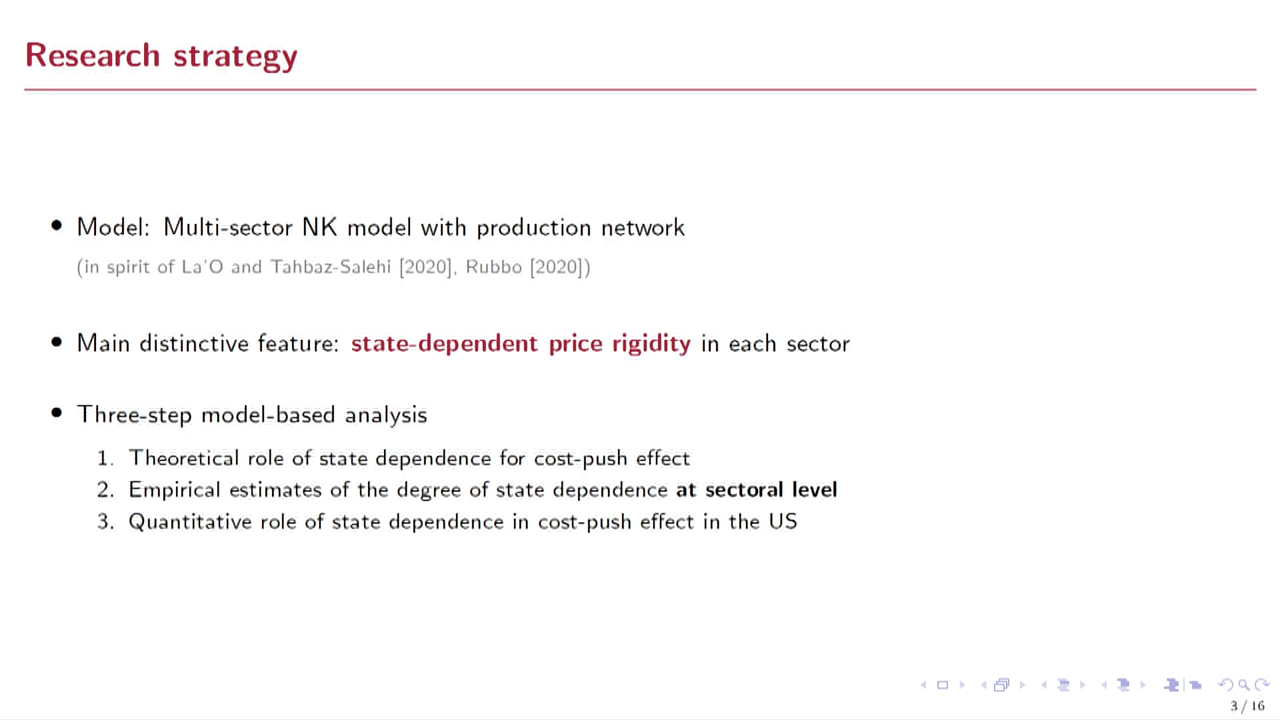 Research strategy
• Model: Multi-sector NK model with production network
(in spirit of La'O and Tahbaz-Salehi [2020], Rubbo [2020])
• Main distinctive feature: state-dependent price rigidity in each sector
• Three-step model-based analysis
1. Theoretical role of state dependence for cost-push effect
2. Empirical estimates of the degree of state dependence at sectoral level
3. Quantitative role of state dependence in cost-push effect in the US
3 / 16